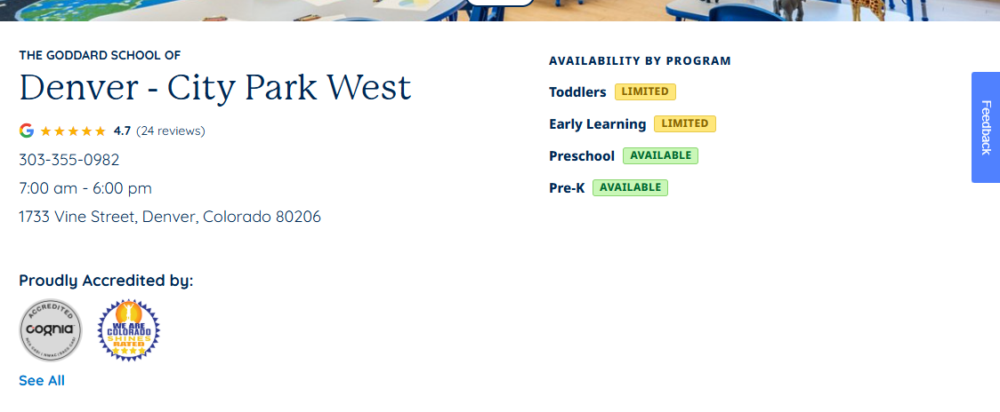 THE GODDARD SCHOOL OF
Denver - City Park West
4.7 (24 reviews)
303-355-0982
7:00 am - 6:00 pm
1733 Vine Street, Denver, Colorado 80206
AVAILABILITY BY PROGRAM
Toddlers LIMITED
Early Learning LIMITED
Preschool AVAILABLE
Pre-K AVAILABLE
Feedback
Proudly Accredited by:
ACCREDITED
cognia
WE ARE
COLORADO
SHINES
RATED
See All